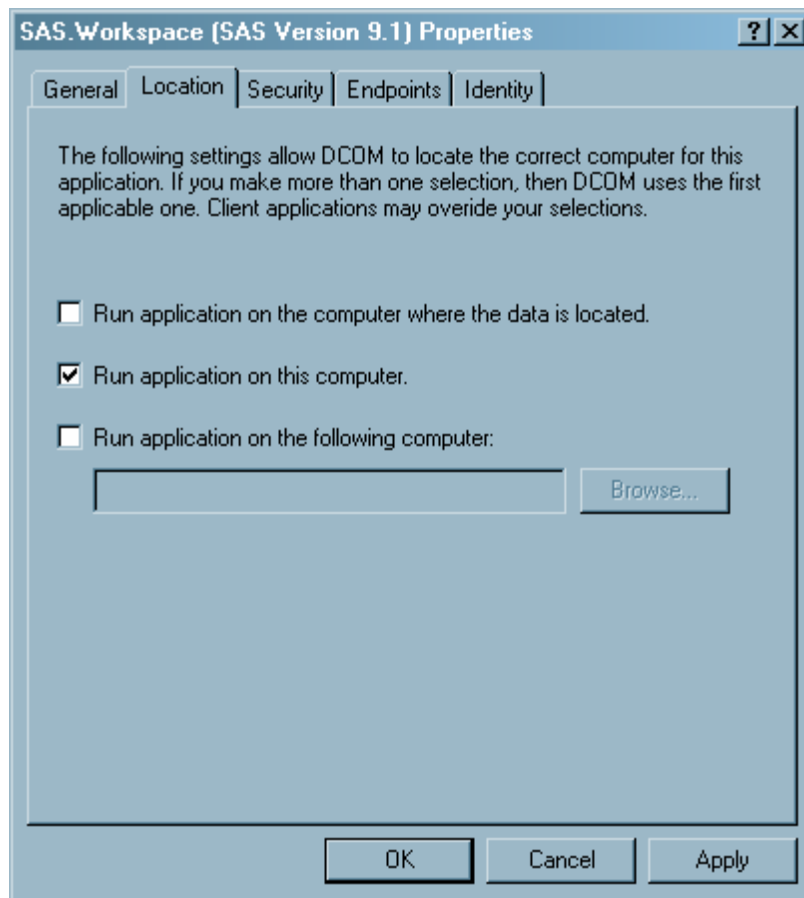 SAS.Workspace (SAS Version 9.1) Properties
General Location Security Endpoints Identity
The following settings allow DCOM to locate the correct computer for this
application. If you make more than one selection, then DCOM uses the first
applicable one. Client applications may overide your selections.
Run application on the computer where the data is located.
Run application on this computer.
Run application on the following computer:
Browse...
OK Cancel Apply